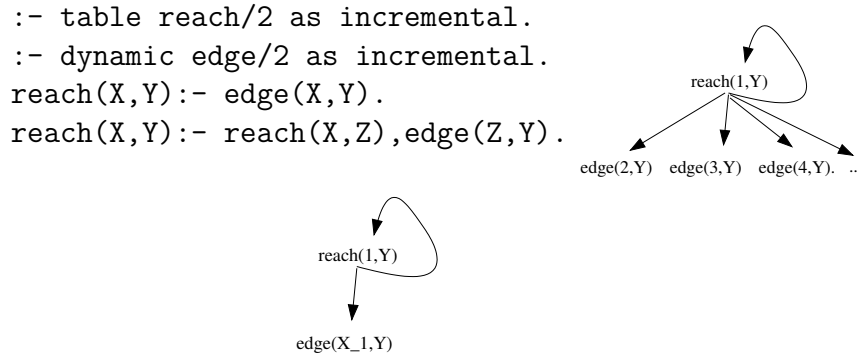 :- table reach/2 as incremental.
:- dynamic edge/2 as incremental.
reach(X,Y):- edge(X,Y).
reach(X,Y):- reach(X,Z),edge(Z,Y).
reach(1,Y)
edge(2,Y) edge(3,Y) edge(4,Y). ..
reach(1,Y)
edge(X_1,Y)